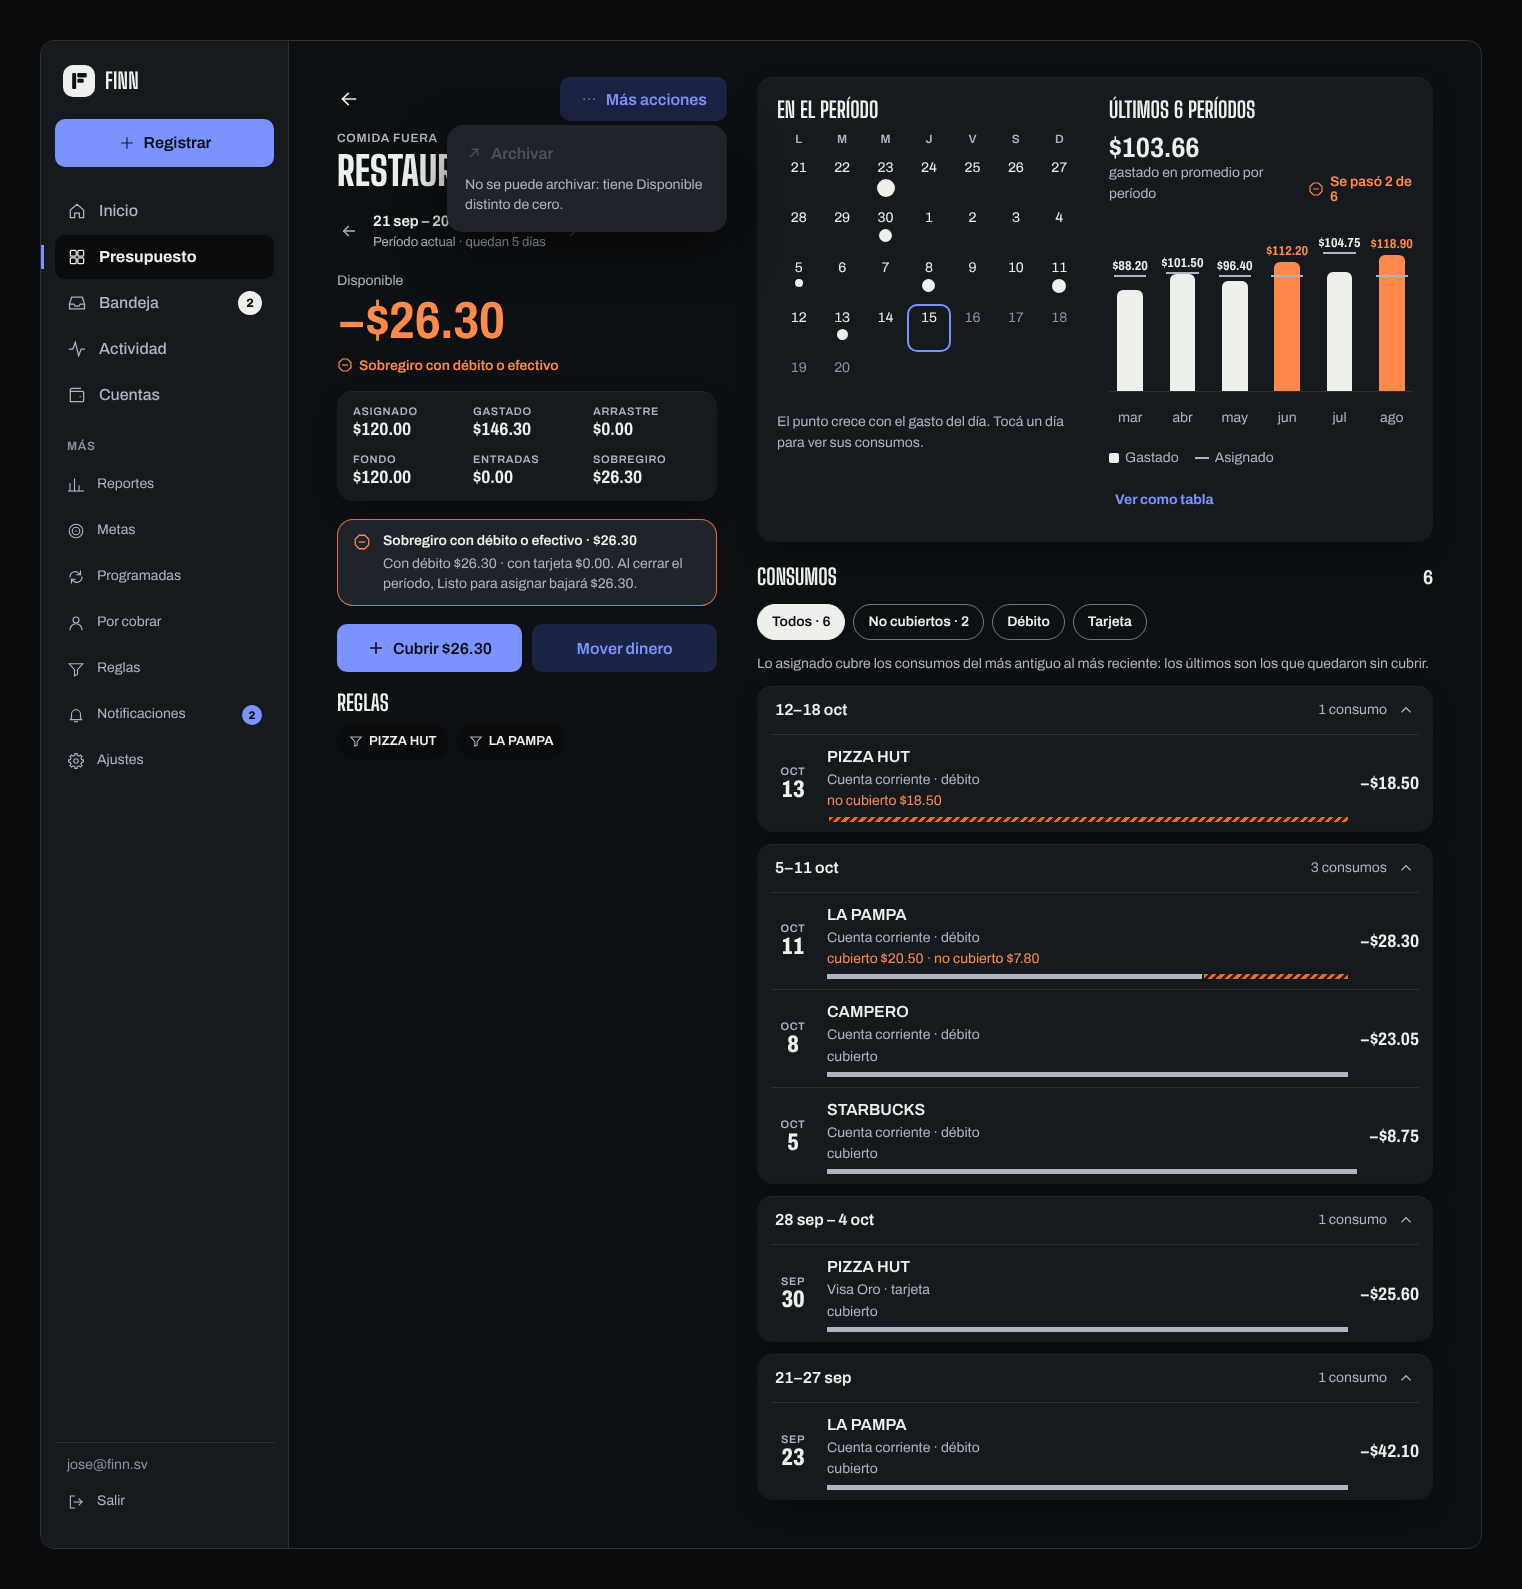 FINN
Registrar
Inicio
Presupuesto
Bandeja 2
Actividad
Cuentas
MÁS
Reportes
Metas
Programadas
Por cobrar
Reglas
Notificaciones 2
Ajustes
jose@finn.sv
Salir
··· Más acciones
COMIDA FUERA
Archivar
No se puede archivar: tiene Disponible
distinto de cero.
21 sep – 20
Período actual · quedan 5 días
Disponible
–$26.30
Sobregiro con débito o efectivo
ASIGNADO GASTADO ARRASTRE
$120.00 $146.30 $0.00
FONDO ENTRADAS SOBREGIRO
$120.00 $0.00 $26.30
Sobregiro con débito o efectivo · $26.30
Con débito $26.30 · con tarjeta $0.00. Al cerrar el
período, Listo para asignar bajará $26.30.
Cubrir $26.30
Mover dinero
REGLAS
PIZZA HUT
LA PAMPA
EN EL PERÍODO
L M M J V S D
21 22 23 24 25 26 27
28 29 30 1 2 3 4
5 6 7 8 9 10 11
12 13 14 15 16 17 18
19 20
El punto crece con el gasto del día. Tocá un día
para ver sus consumos.
ÚLTIMOS 6 PERÍODOS
$103.66
gastado en promedio por
período
Se pasó 2 de
6
$88.20 $101.50 $96.40 $112.20 $104.75 $118.90
mar abr may jun jul ago
Gastado Asignado
Ver como tabla
CONSUMOS 6
Todos · 6
No cubiertos · 2
Débito
Tarjeta
Lo asignado cubre los consumos del más antiguo al más reciente: los últimos son los que quedaron sin cubrir.
12–18 oct 1 consumo
OCT
13
PIZZA HUT
Cuenta corriente · débito
no cubierto $18.50
–$18.50
5–11 oct 3 consumos
OCT
11
LA PAMPA
Cuenta corriente · débito
cubierto $20.50 · no cubierto $7.80
–$28.30
OCT
8
CAMPERO
Cuenta corriente · débito
cubierto
–$23.05
OCT
5
STARBUCKS
Cuenta corriente · débito
cubierto
–$8.75
28 sep – 4 oct 1 consumo
SEP
30
PIZZA HUT
Visa Oro · tarjeta
cubierto
–$25.60
21–27 sep 1 consumo
SEP
23
LA PAMPA
Cuenta corriente · débito
cubierto
–$42.10